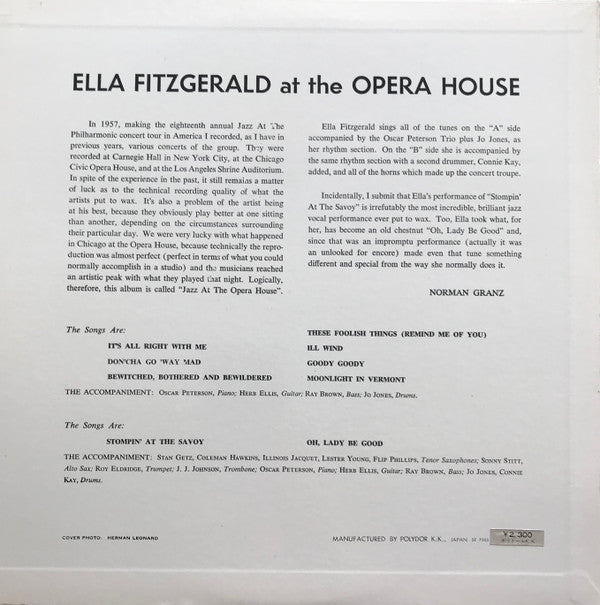 ELLA FITZGERALD at the OPERA HOUSE
In 1957, making the eighteenth annual Jazz At The
Philharmonic concert tour in America I recorded, as I have in
previous years, various concerts of the group. They were
recorded at Carnegie Hall in New York City, at the Chicago
Civic Opera House, and at the Los Angeles Shrine Auditorium.
In spite of the experience in the past, it still remains a matter
of luck as to the technical recording quality of what the
artists put to wax. It's also a problem of the artist being
at his best, because they obviously play better at one sitting
than another, depending on the circumstances surrounding
their particular day. We were very lucky with what happened
in Chicago at the Opera House, because technically the repro-
duction was almost perfect (perfect in terms of what you could
normally accomplish in a studio) and the musicians reached
an artistic peak with what they played that night. Logically,
therefore, this album is called "Jazz At The Opera House".
Ella Fitzgerald sings all of the tunes on the "A" side
accompanied by the Oscar Peterson Trio plus Jo Jones, as
her rhythm section. On the "B" side she is accompanied by
the same rhythm section with a second drummer, Connie Kay,
added, and all of the horns which made up the concert troupe.
Incidentally, I submit that Ella's performance of "Stompin'
At The Savoy" is irrefutably the most incredible, brilliant jazz
vocal performance ever put to wax. Too, Ella took what, for
her, has become an old chestnut "Oh, Lady Be Good" and,
since that was an impromptu performance (actually it was
an unlooked for encore) made even that tune something
different and special from the way she normally does it.
NORMAN GRANZ
The Songs Are:
IT'S ALL RIGHT WITH ME
DON'CHA GO 'WAY MAD
BEWITCHED, BOTHERED AND BEWILDERED
THESE FOOLISH THINGS (REMIND ME OF YOU)
ILL WIND
GOODY GOODY
MOONLIGHT IN VERMONT
THE ACCOMPANIMENT: OSCAR PETERSON, Piano; HERB ELLIS, Guitar; RAY BROWN, Bass; JO JONES, Drums.
The Songs Are:
STOMPIN' AT THE SAVOY
OH, LADY BE GOOD
THE ACCOMPANIMENT: STAN GETZ, COLEMAN HAWKINS, ILLINOIS JACQUET, LESTER YOUNG, FLIP PHILLIPS, Tenor Saxophones; SONNY STITT,
Alto Sax; ROY ELDRIDGE, Trumpet; J. J. JOHNSON, Trombone; OSCAR PETERSON, Piano; HERB ELLIS, Guitar; RAY BROWN, Bass; JO JONES, CONNIE
KAY, Drums.
COVER PHOTO: HERMAN LEONARD
MANUFACTURED BY POLYDOR K.K., JAPAN
¥2,300